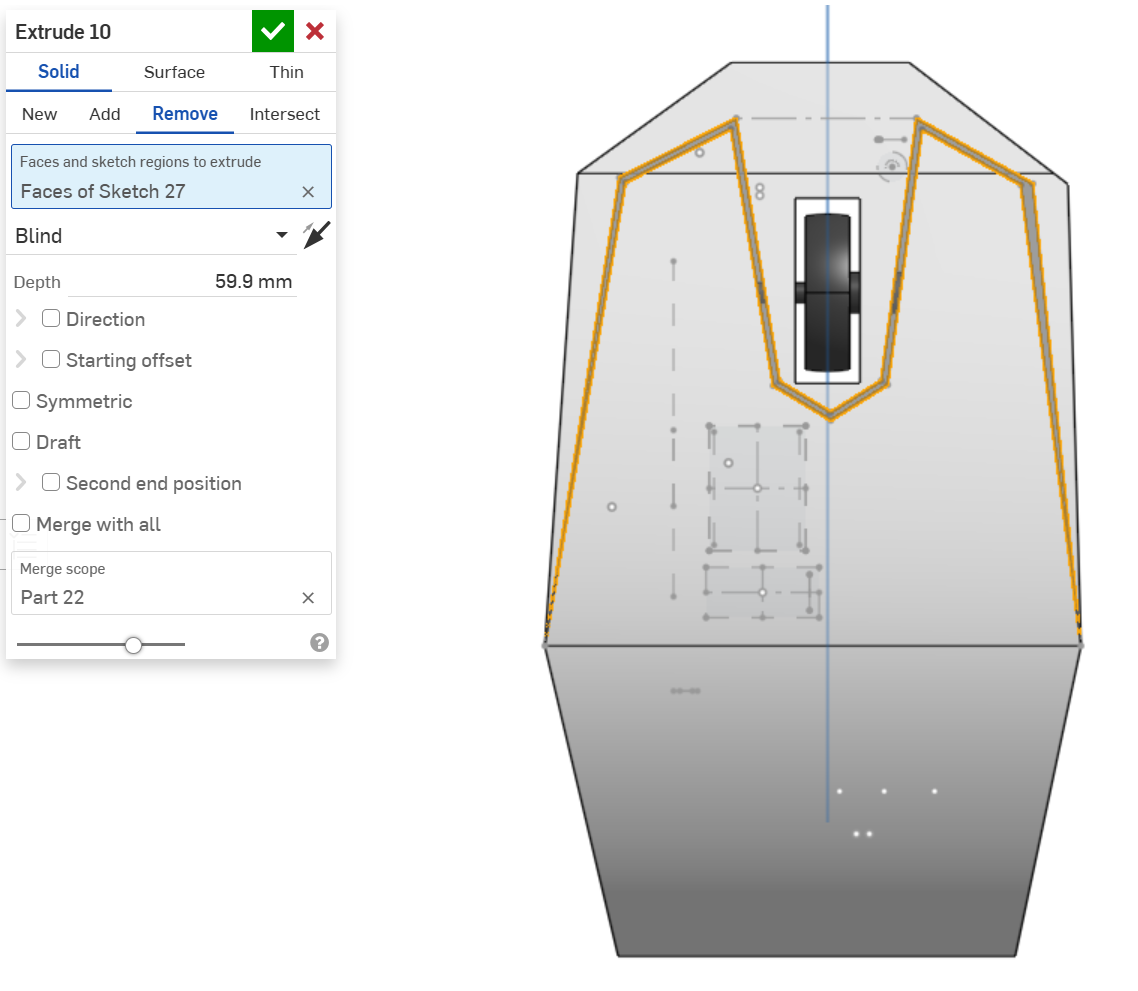 Extrude 10
Solid Surface Thin
New Add Remove Intersect
Faces and sketch regions to extrude
Faces of Sketch 27
Blind
Depth 59.9 mm
Direction
Starting offset
Symmetric
Draft
Second end position
Merge with all
Merge scope
Part 22